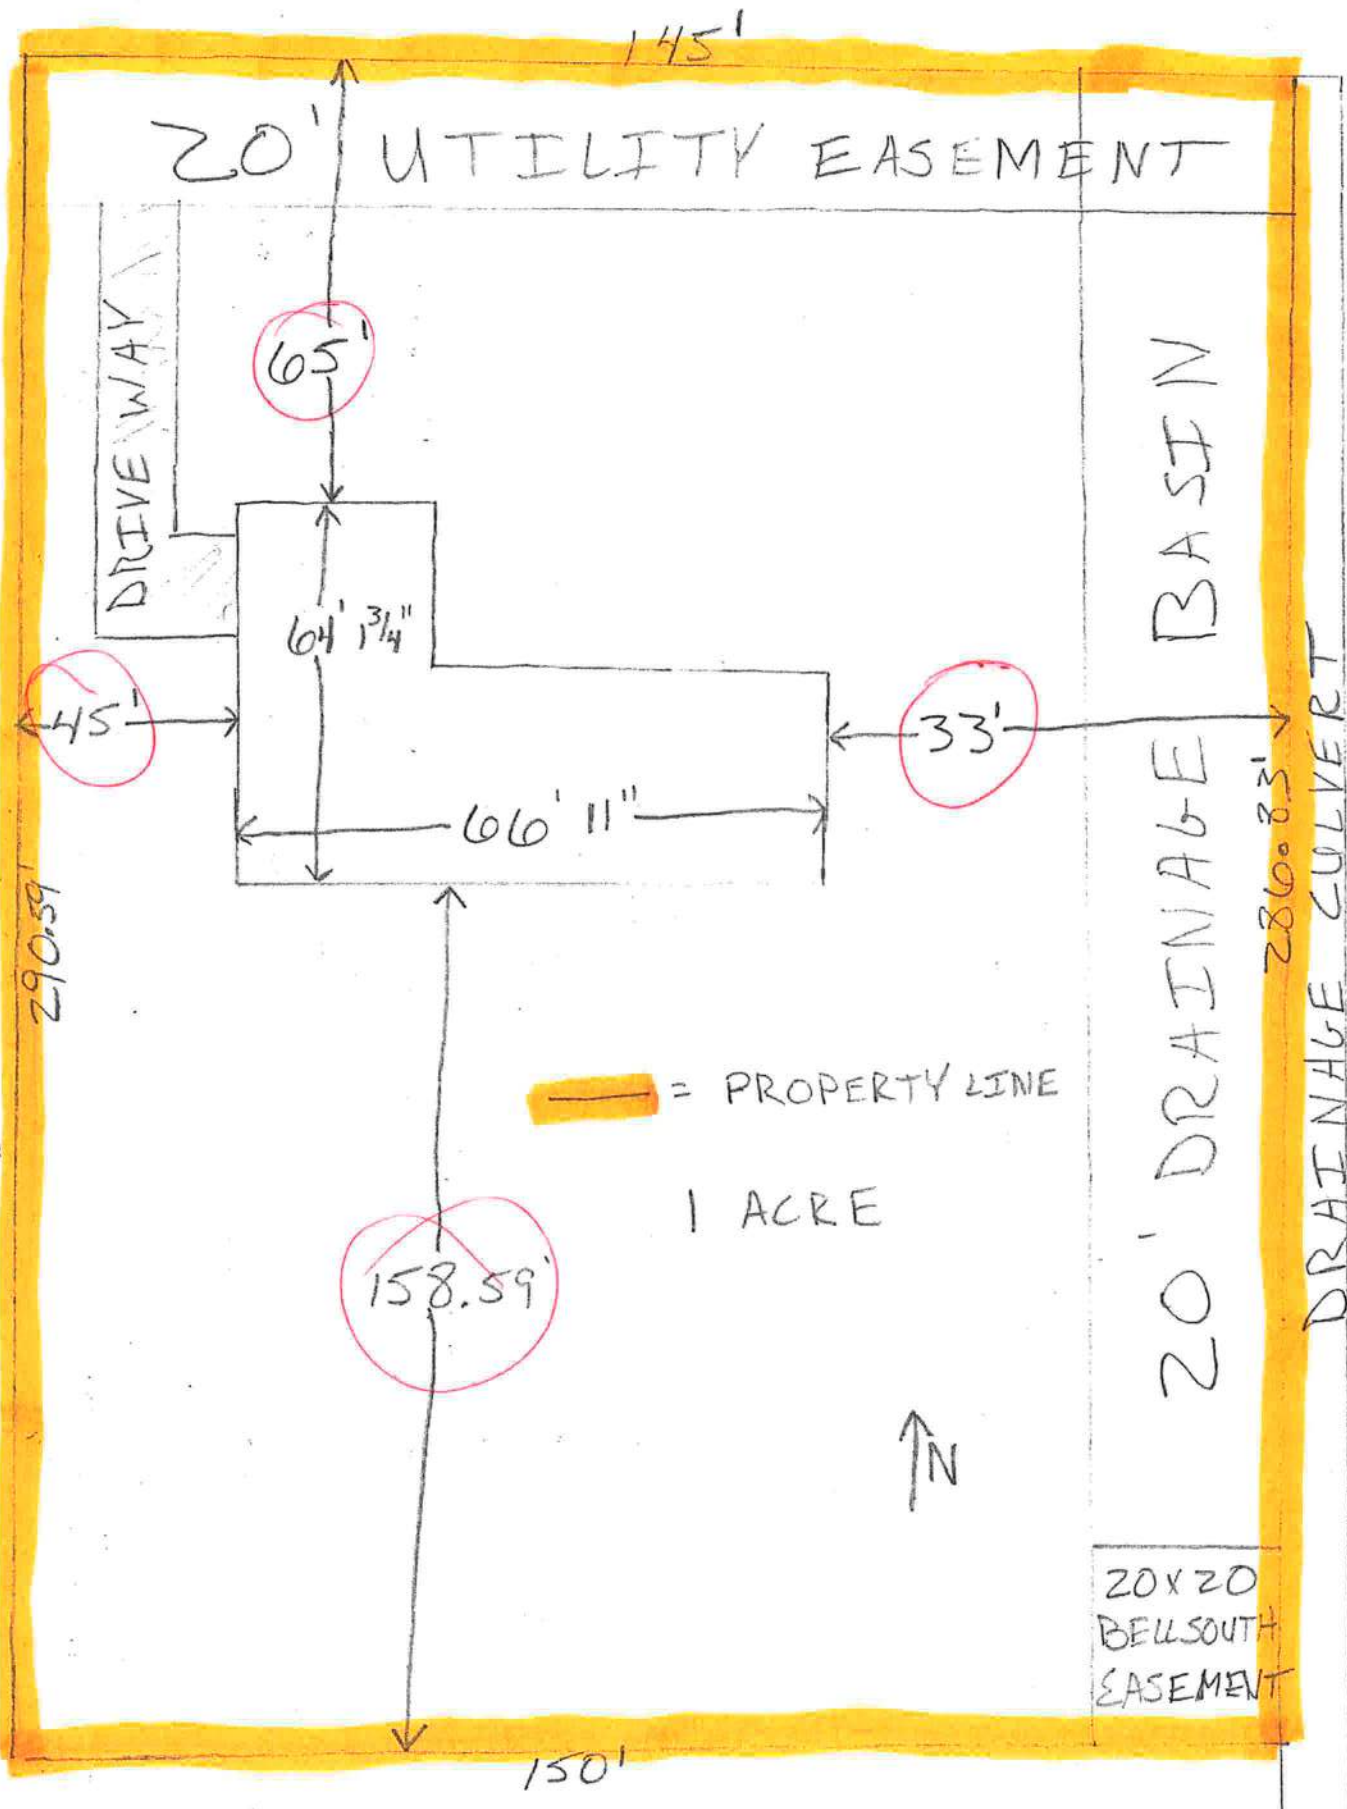 145'
20' UTILITY EASEMENT
DRIVEWAY
65'
64' 1 3/4"
45'
33'
66' 11"
20' DRAINAGE BASIN
290.59'
286.83'
DRAINAGE CULVERT
= PROPERTY LINE
1 ACRE
158.59'
N
20 x 20
BELLSOUTH
EASEMENT
150'